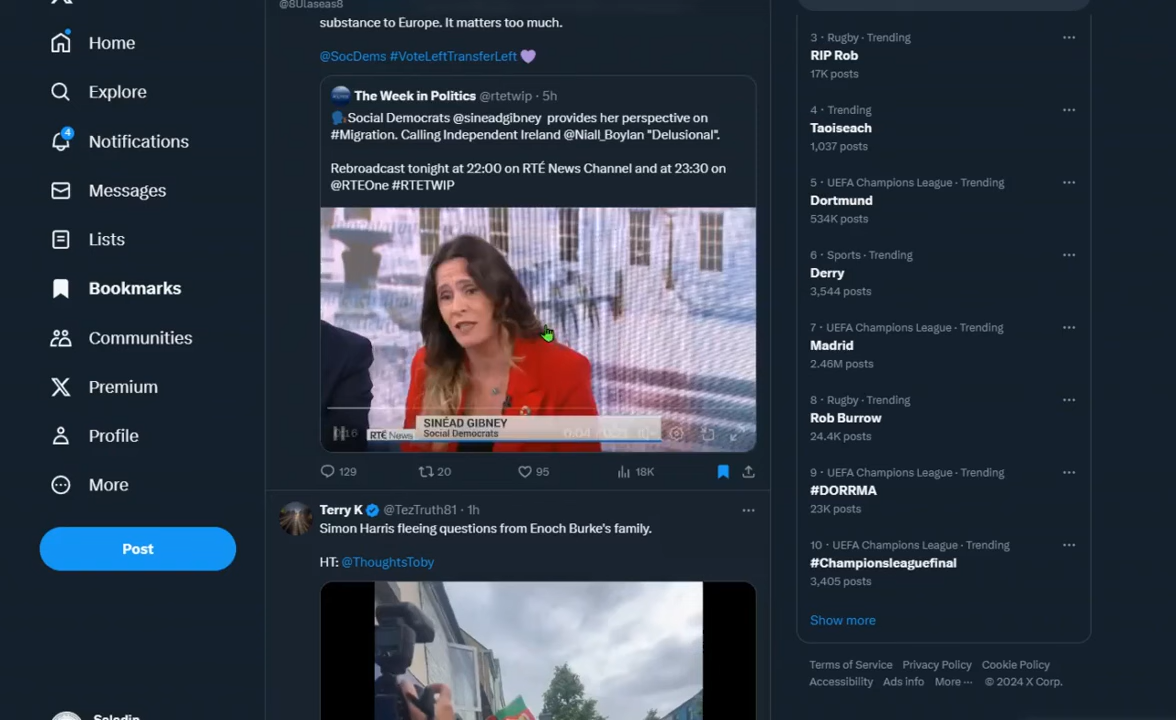 @8Ulaseas8
substance to Europe. It matters too much.
@SocDems #VoteLeftTransferLeft
The Week in Politics @rtetwip · 5h
Social Democrats @sineadgibney provides her perspective on
#Migration. Calling Independent Ireland @Niall_Boylan "Delusional".
Rebroadcast tonight at 22:00 on RTÉ News Channel and at 23:30 on
@RTEOne #RTETWIP
RTÉ News
SINÉAD GIBNEY
Social Democrats
129
20
95
18K
Terry K @TezTruth81 · 1h
Simon Harris fleeing questions from Enoch Burke's family.
HT: @ThoughtsToby
Home
Explore
4
Notifications
Messages
Lists
Bookmarks
Communities
Premium
Profile
More
Post
3 · Rugby · Trending
RIP Rob
17K posts
4 · Trending
Taoiseach
1,037 posts
5 · UEFA Champions League · Trending
Dortmund
534K posts
6 · Sports · Trending
Derry
3,544 posts
7 · UEFA Champions League · Trending
Madrid
2.46M posts
8 · Rugby · Trending
Rob Burrow
24.4K posts
9 · UEFA Champions League · Trending
#DORRMA
23K posts
10 · UEFA Champions League · Trending
#Championsleaguefinal
3,405 posts
Show more
Terms of Service Privacy Policy Cookie Policy
Accessibility Ads info More ··· © 2024 X Corp.